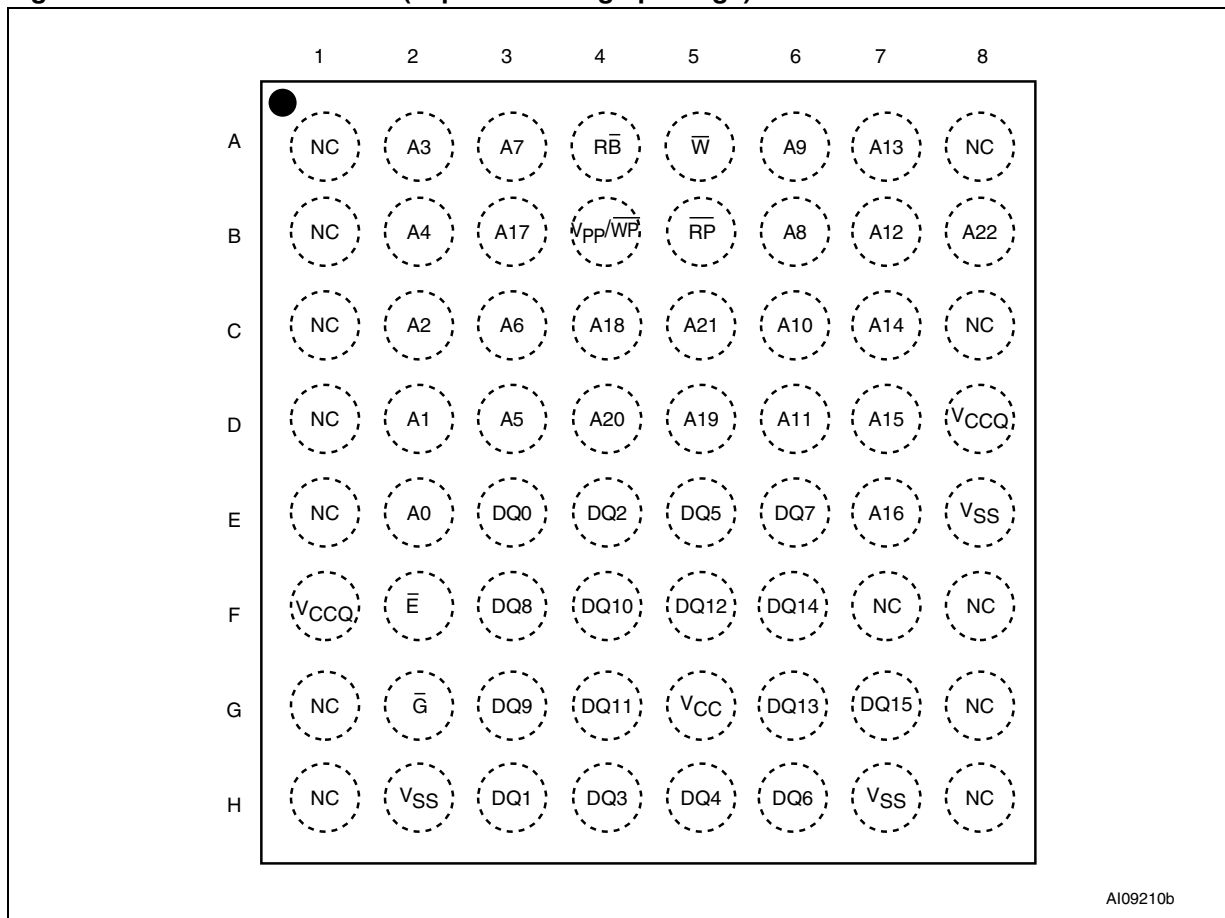 1 2 3 4 5 6 7 8
A NC A3 A7 RB̅ W̅ A9 A13 NC
B NC A4 A17 VPP/W̅P̅ R̅P̅ A8 A12 A22
C NC A2 A6 A18 A21 A10 A14 NC
D NC A1 A5 A20 A19 A11 A15 VCCQ
E NC A0 DQ0 DQ2 DQ5 DQ7 A16 VSS
F VCCQ E̅ DQ8 DQ10 DQ12 DQ14 NC NC
G NC G̅ DQ9 DQ11 VCC DQ13 DQ15 NC
H NC VSS DQ1 DQ3 DQ4 DQ6 VSS NC
AI09210b